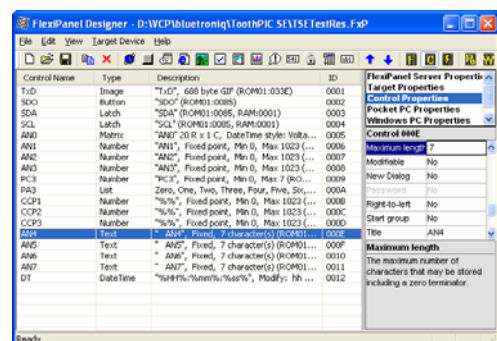 FlexiPanel Designer - D:\WCP\bluetroniq\ToothPIC SE\TSETestRes.FxP
File Edit View Target Device Help
Control Name Type Description ID
TxD Image "TxD", 688 byte GIF (ROM01:033E) 0001
SDO Button "SDO" (ROM01:0085) 0002
SDA Latch "SDA" (ROM01:0085, RAM:0001) 0003
SCL Latch "SCL" (ROM01:0085, RAM:0001) 0004
AN0 Matrix "AN0" 20 R x 1 C, DateTime style: Volta... 0005
AN1 Number "AN1", Fixed point, Min 0, Max 1023 (... 0006
AN2 Number "AN2", Fixed point, Min 0, Max 1023 (... 0007
AN3 Number "AN3", Fixed point, Min 0, Max 1023 (... 0008
PC3 Number "PC3", Fixed point, Min 0, Max 7 (RO... 0009
PA3 List Zero, One, Two, Three, Four, Five, Six,... 000A
CCP1 Number "%%", Fixed point, Min 0, Max 1023 (... 000B
CCP2 Number "%%", Fixed point, Min 0, Max 1023 (... 000C
CCP3 Number "%%", Fixed point, Min 0, Max 1023 (... 000D
AN4 Text " AN4", Fixed, 7 character(s) (ROM01... 000E
AN5 Text " AN5", Fixed, 7 character(s) (ROM01... 000F
AN6 Text " AN6", Fixed, 7 character(s) (ROM01... 0010
AN7 Text " AN7", Fixed, 7 character(s) (ROM01... 0011
DT DateTime "%HH%:%mm%:%ss%", Modify: hh ... 0012
FlexiPanel Server Propertie
Target Properties
Control Properties
Pocket PC Properties
Windows PC Properties
Control 000E
Maximum length 7
Modifiable No
New Dialog No
Password No
Right-to-left No
Start group No
Title AN4
Maximum length
The maximum number of
characters that may be stored
including a zero terminator.
Ready